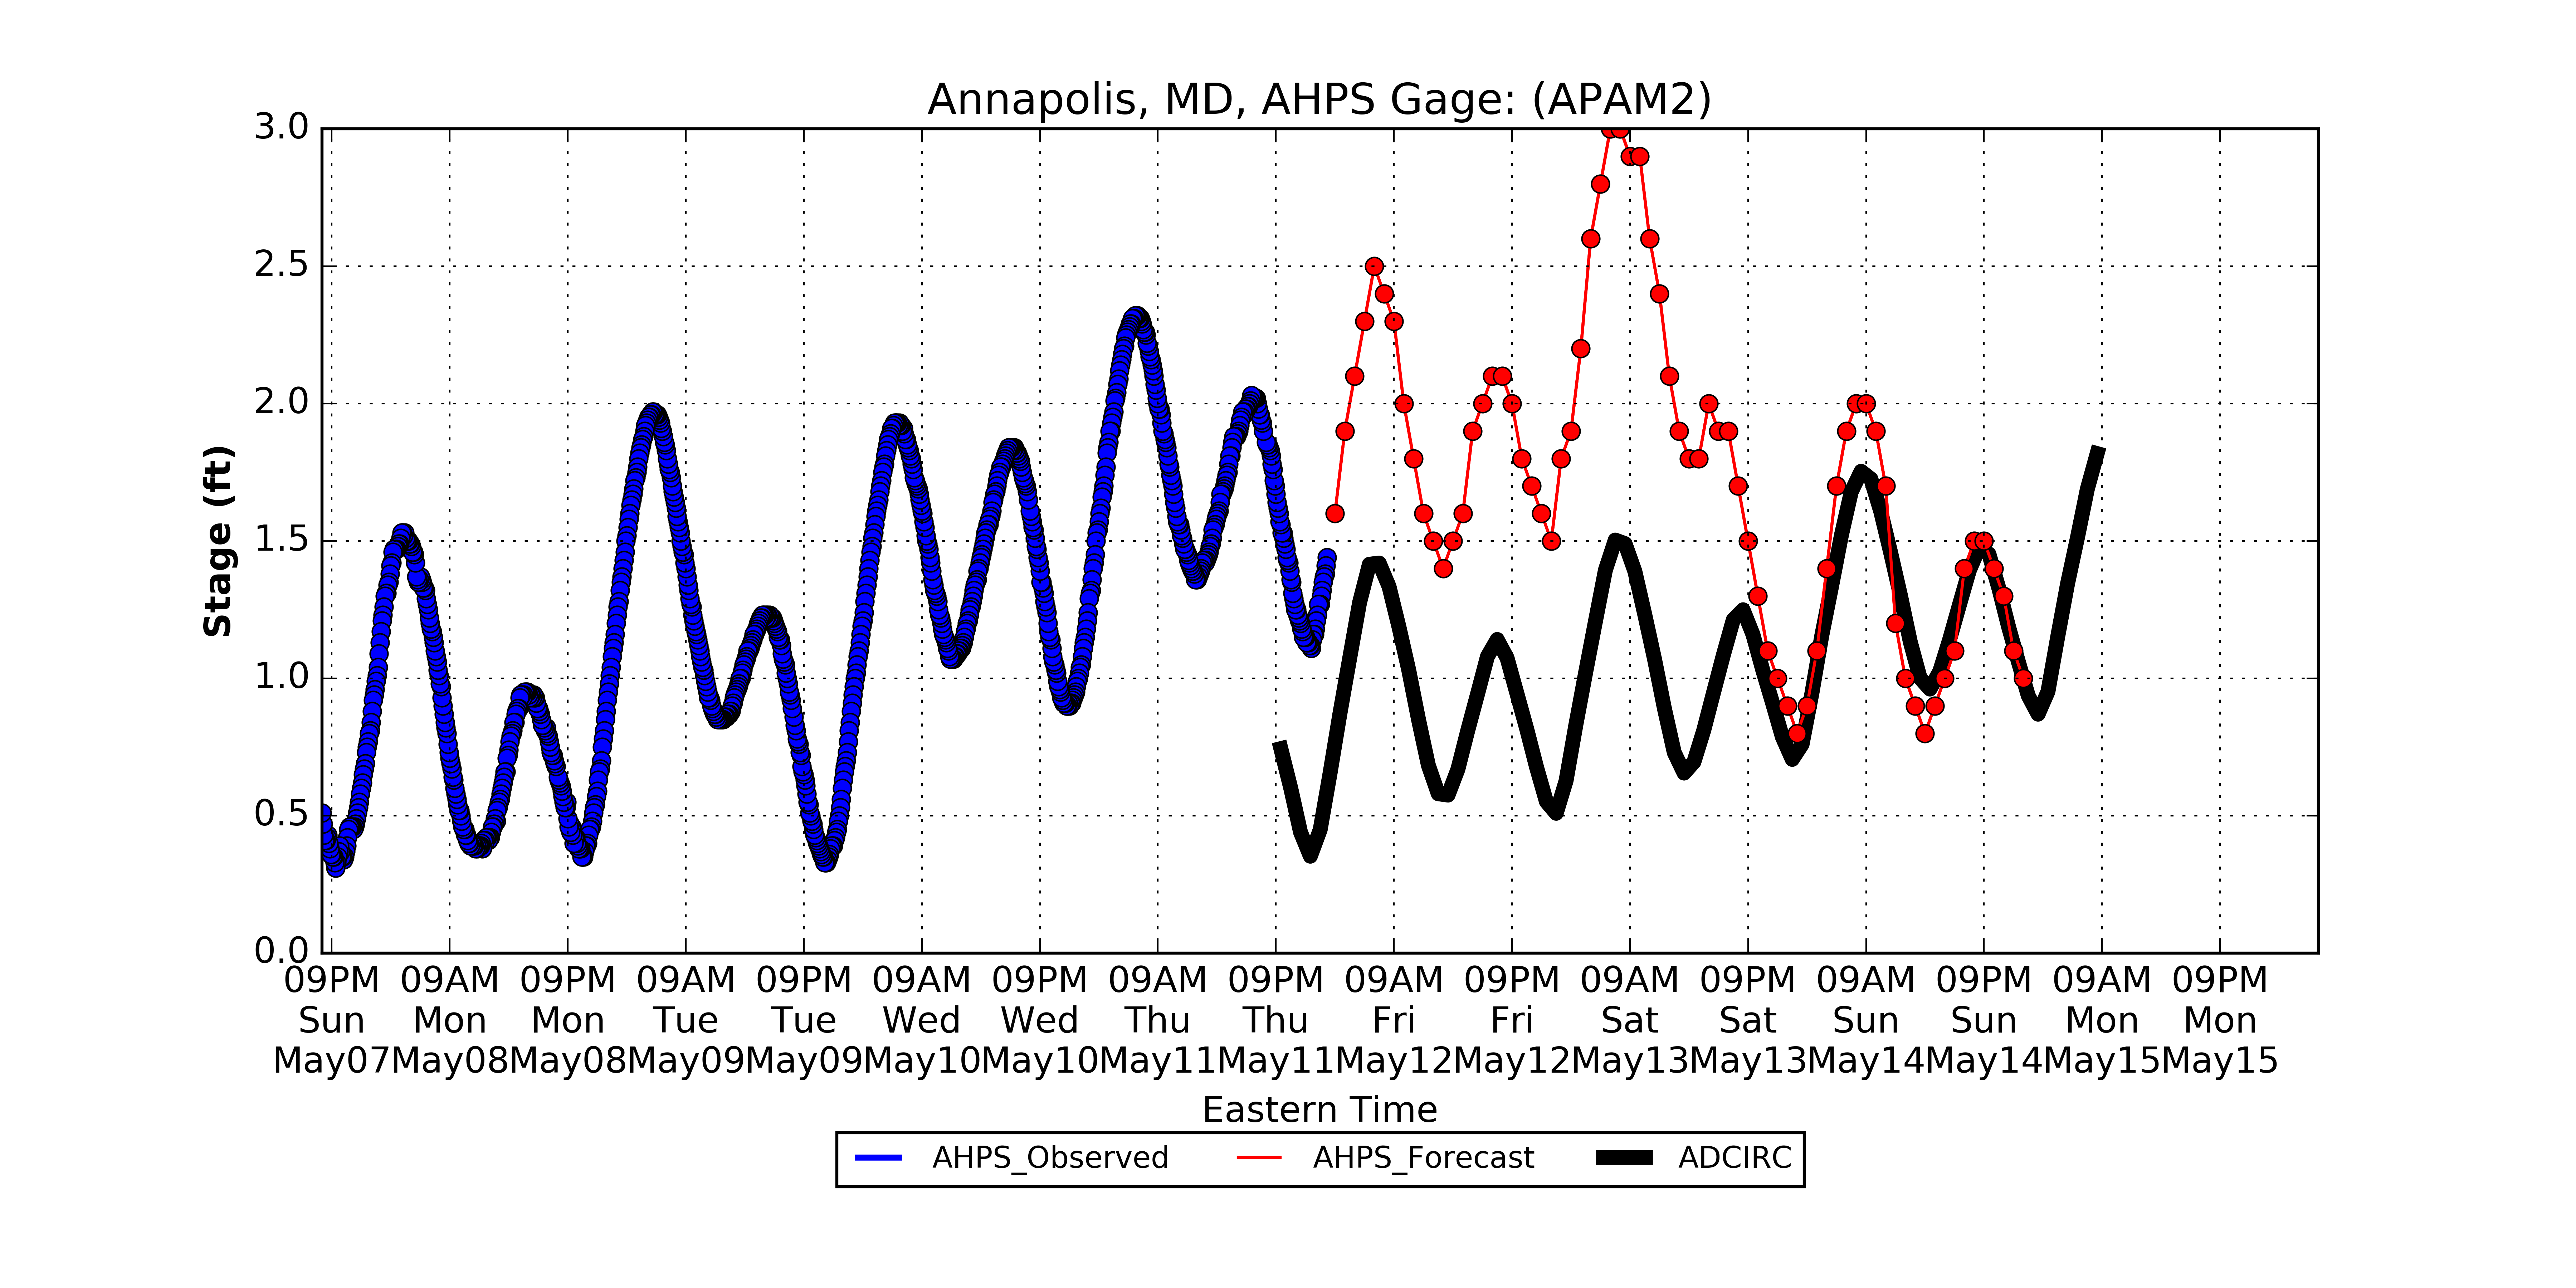 Annapolis, MD, AHPS Gage: (APAM2)
3.0
2.5
2.0
1.5
1.0
0.5
0.0
Stage (ft)
09PM 09AM 09PM 09AM 09PM 09AM 09PM 09AM 09PM 09AM 09PM 09AM 09PM 09AM 09PM 09AM 09PM
Sun Mon Mon Tue Tue Wed Wed Thu Thu Fri Fri Sat Sat Sun Sun Mon Mon
May07 May08 May08 May09 May09 May10 May10 May11 May11 May12 May12 May13 May13 May14 May14 May15 May15
Eastern Time
AHPS_Observed AHPS_Forecast ADCIRC